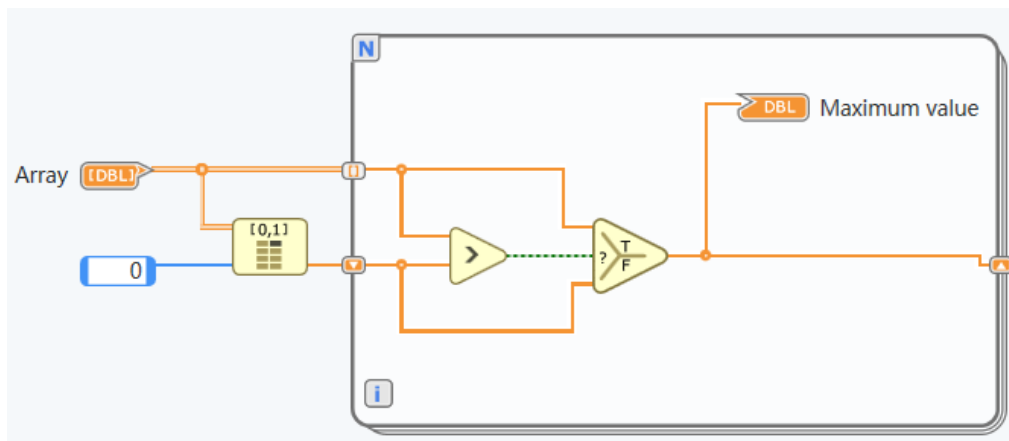 N
DBL
Maximum value
Array
[DBL]
[0,1]
[]
0
>
?
T
F
i